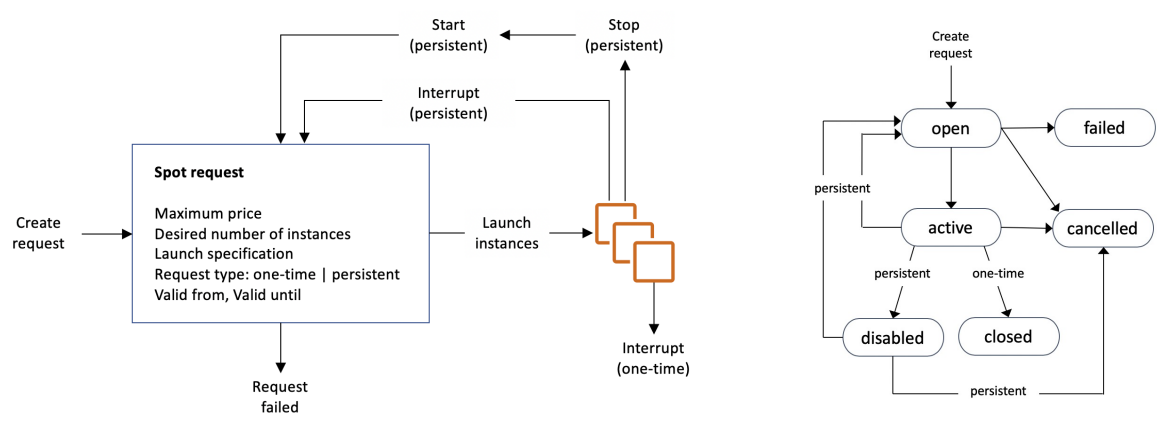 Start
(persistent)
Stop
(persistent)
Interrupt
(persistent)
Create
request
Spot request
Maximum price
Desired number of instances
Launch specification
Request type: one-time | persistent
Valid from, Valid until
Launch
instances
Interrupt
(one-time)
Request
failed
Create
request
open
failed
persistent
active
cancelled
persistent
one-time
disabled
closed
persistent